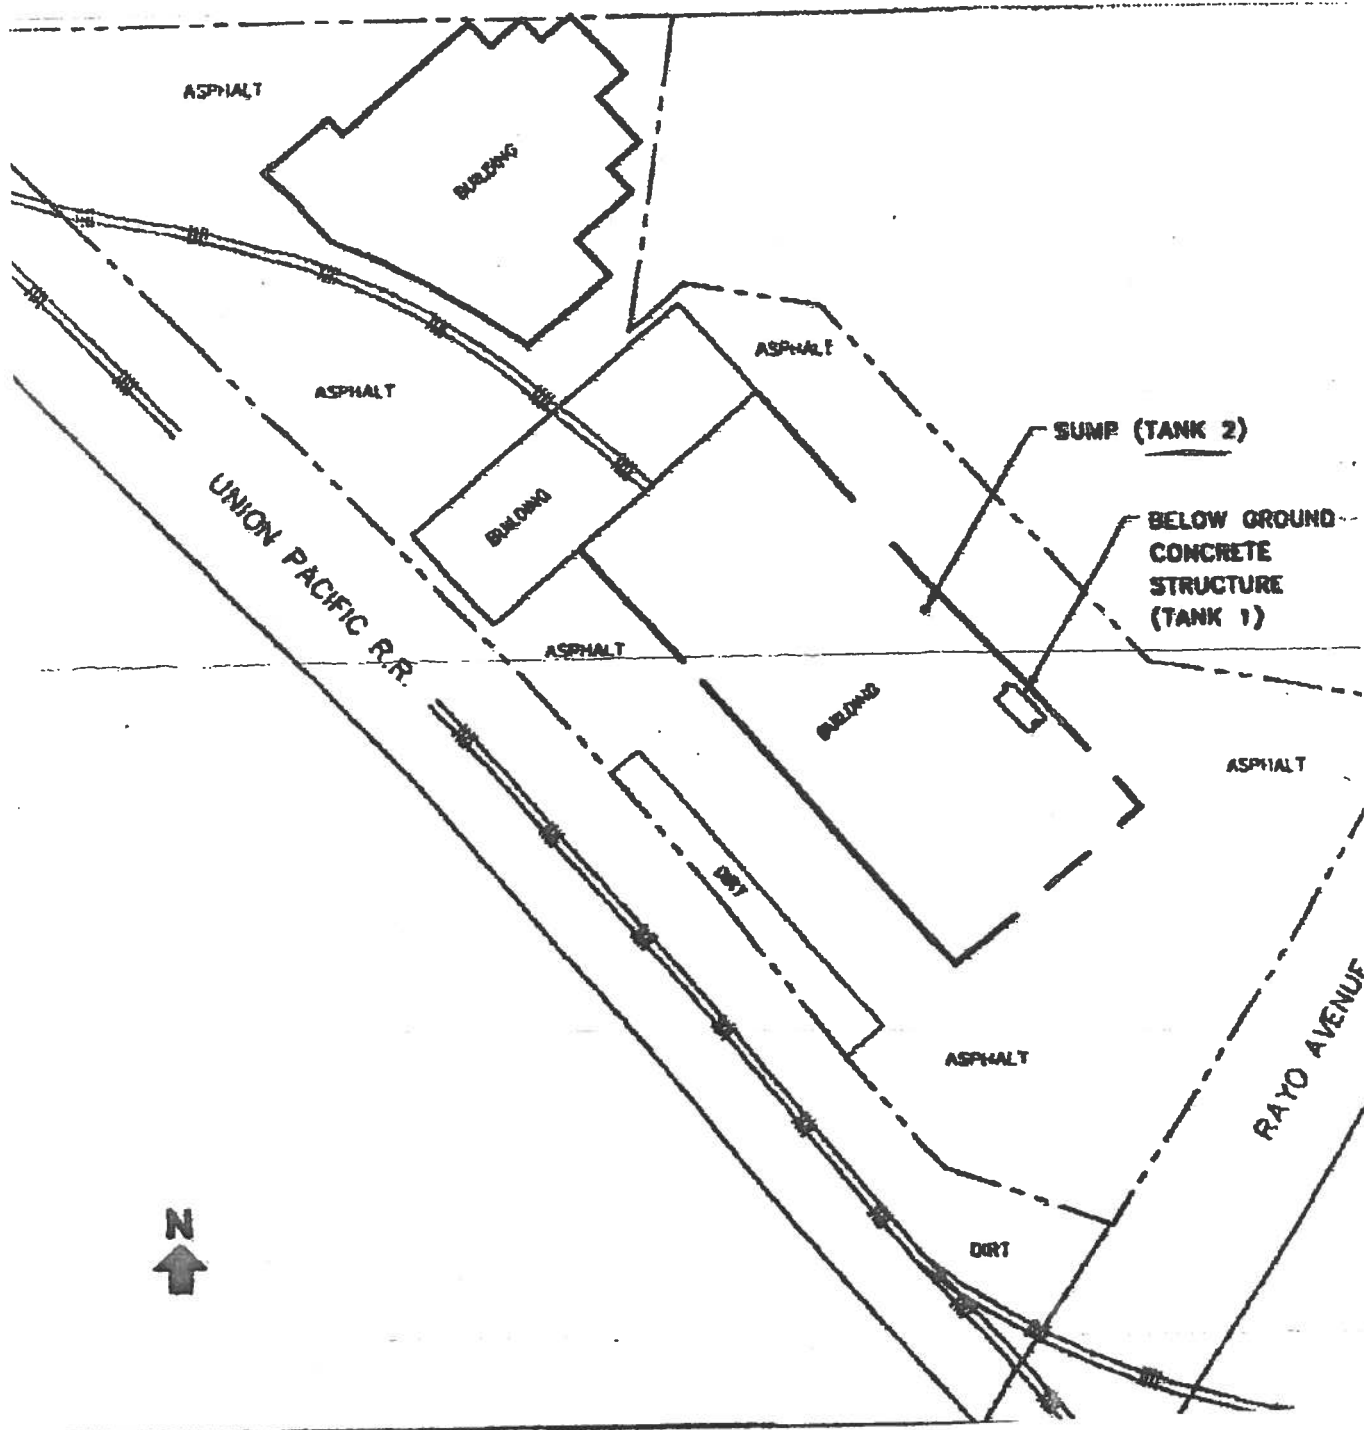 ASPHALT
BUILDING
ASPHALT
ASPHALT
SUMP (TANK 2)
BUILDING
BELOW GROUND
CONCRETE
STRUCTURE
(TANK 1)
UNION PACIFIC R.R.
ASPHALT
BUILDING
ASPHALT
DIRT
RAYO AVENUE
ASPHALT
N
DIRT